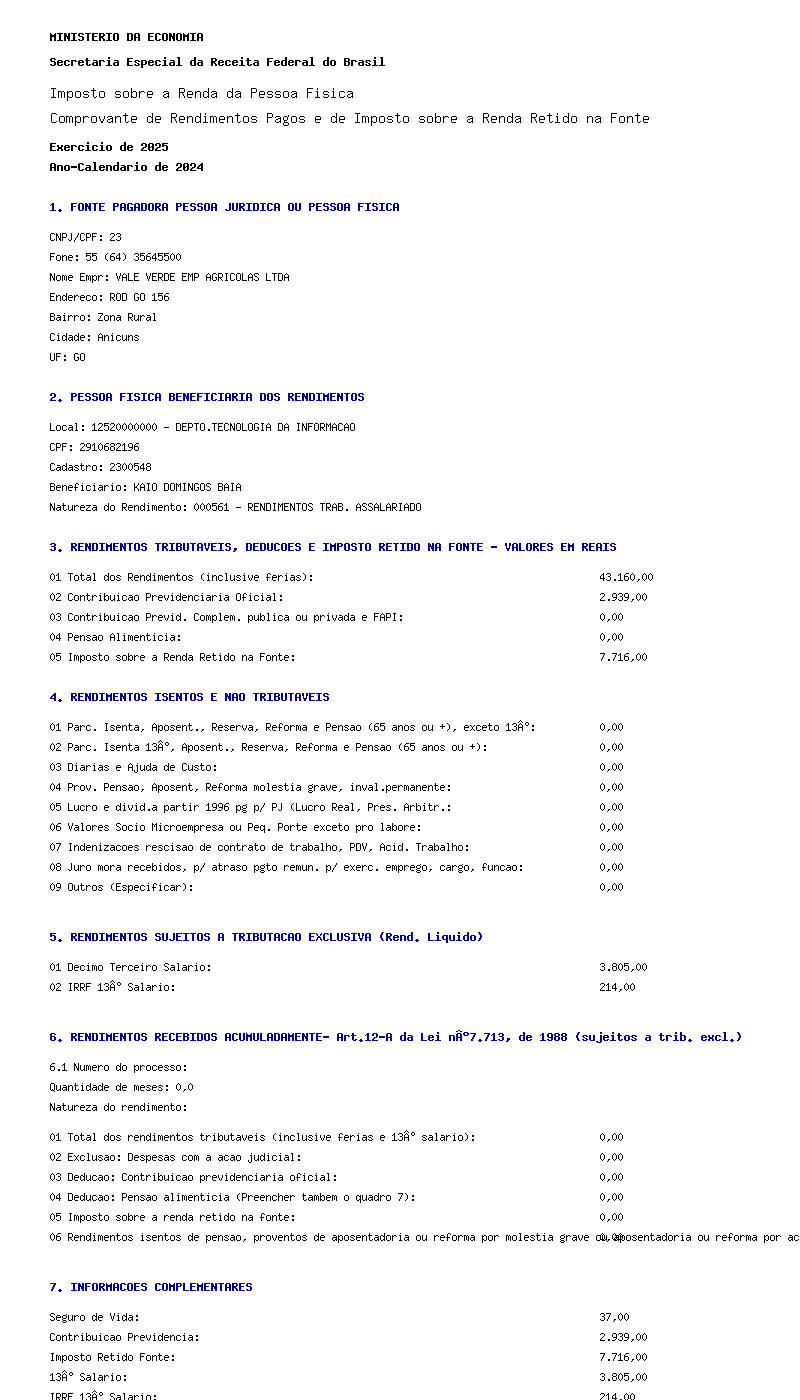 MINISTERIO DA ECONOMIA
Secretaria Especial da Receita Federal do Brasil
Imposto sobre a Renda da Pessoa Fisica
Comprovante de Rendimentos Pagos e de Imposto sobre a Renda Retido na Fonte
Exercicio de 2025
Ano-Calendario de 2024
1. FONTE PAGADORA PESSOA JURIDICA OU PESSOA FISICA
CNPJ/CPF: 23
Fone: 55 (64) 35645500
Nome Empr: VALE VERDE EMP AGRICOLAS LTDA
Endereco: ROD GO 156
Bairro: Zona Rural
Cidade: Anicuns
UF: GO
2. PESSOA FISICA BENEFICIARIA DOS RENDIMENTOS
Local: 12520000000 - DEPTO.TECNOLOGIA DA INFORMACAO
CPF: 2910682196
Cadastro: 2300548
Beneficiario: KAIO DOMINGOS BAIA
Natureza do Rendimento: 000561 - RENDIMENTOS TRAB. ASSALARIADO
3. RENDIMENTOS TRIBUTAVEIS, DEDUCOES E IMPOSTO RETIDO NA FONTE - VALORES EM REAIS
01 Total dos Rendimentos (inclusive ferias): 43.160,00
02 Contribuicao Previdenciaria Oficial: 2.939,00
03 Contribuicao Previd. Complem. publica ou privada e FAPI: 0,00
04 Pensao Alimenticia: 0,00
05 Imposto sobre a Renda Retido na Fonte: 7.716,00
4. RENDIMENTOS ISENTOS E NAO TRIBUTAVEIS
01 Parc. Isenta, Aposent., Reserva, Reforma e Pensao (65 anos ou +), exceto 13Âº: 0,00
02 Parc. Isenta 13Âº, Aposent., Reserva, Reforma e Pensao (65 anos ou +): 0,00
03 Diarias e Ajuda de Custo: 0,00
04 Prov. Pensao, Aposent, Reforma molestia grave, inval.permanente: 0,00
05 Lucro e divid.a partir 1996 pg p/ PJ (Lucro Real, Pres. Arbitr.: 0,00
06 Valores Socio Microempresa ou Peq. Porte exceto pro labore: 0,00
07 Indenizacoes rescisao de contrato de trabalho, PDV, Acid. Trabalho: 0,00
08 Juro mora recebidos, p/ atraso pgto remun. p/ exerc. emprego, cargo, funcao: 0,00
09 Outros (Especificar): 0,00
5. RENDIMENTOS SUJEITOS A TRIBUTACAO EXCLUSIVA (Rend. Liquido)
01 Decimo Terceiro Salario: 3.805,00
02 IRRF 13Âº Salario: 214,00
6. RENDIMENTOS RECEBIDOS ACUMULADAMENTE- Art.12-A da Lei nÂº7.713, de 1988 (sujeitos a trib. excl.)
6.1 Numero do processo:
Quantidade de meses: 0,0
Natureza do rendimento:
01 Total dos rendimentos tributaveis (inclusive ferias e 13Âº salario): 0,00
02 Exclusao: Despesas com a acao judicial: 0,00
03 Deducao: Contribuicao previdenciaria oficial: 0,00
04 Deducao: Pensao alimenticia (Preencher tambem o quadro 7): 0,00
05 Imposto sobre a renda retido na fonte: 0,00
06 Rendimentos isentos de pensao, proventos de aposentadoria ou reforma por molestia grave ou aposentadoria ou reforma por ac 0,00
7. INFORMACOES COMPLEMENTARES
Seguro de Vida: 37,00
Contribuicao Previdencia: 2.939,00
Imposto Retido Fonte: 7.716,00
13Âº Salario: 3.805,00
IRRF 13Âº Salario: 214,00